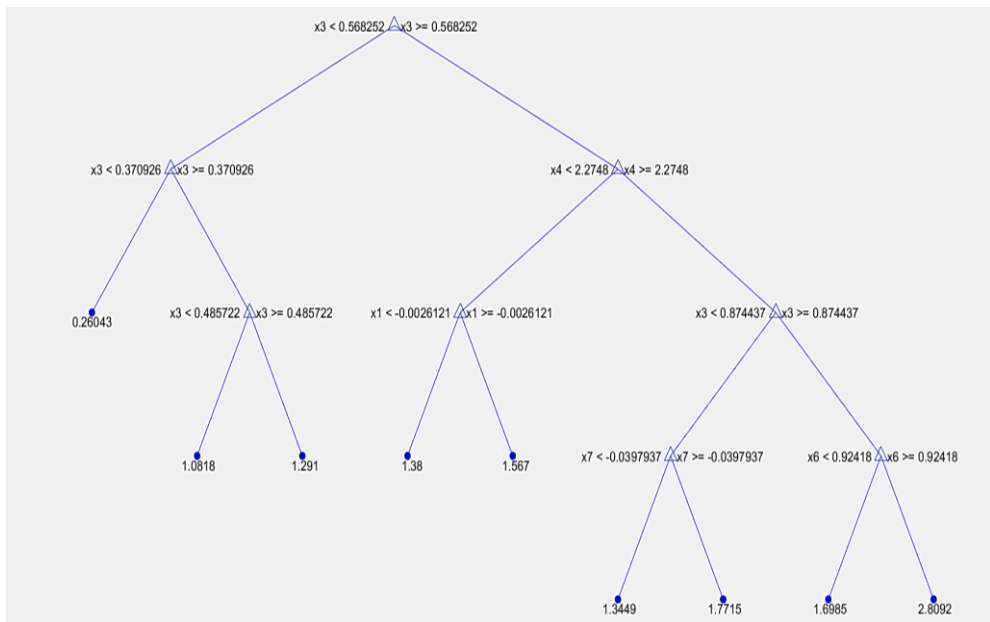 x3 < 0.568252 x3 >= 0.568252
x3 < 0.370926 x3 >= 0.370926
x4 < 2.2748 x4 >= 2.2748
0.26043
x3 < 0.485722 x3 >= 0.485722
x1 < -0.0026121 x1 >= -0.0026121
x3 < 0.874437 x3 >= 0.874437
1.0818
1.291
1.38
1.567
x7 < -0.0397937 x7 >= -0.0397937
x6 < 0.92418 x6 >= 0.92418
1.3449
1.7715
1.6985
2.8092